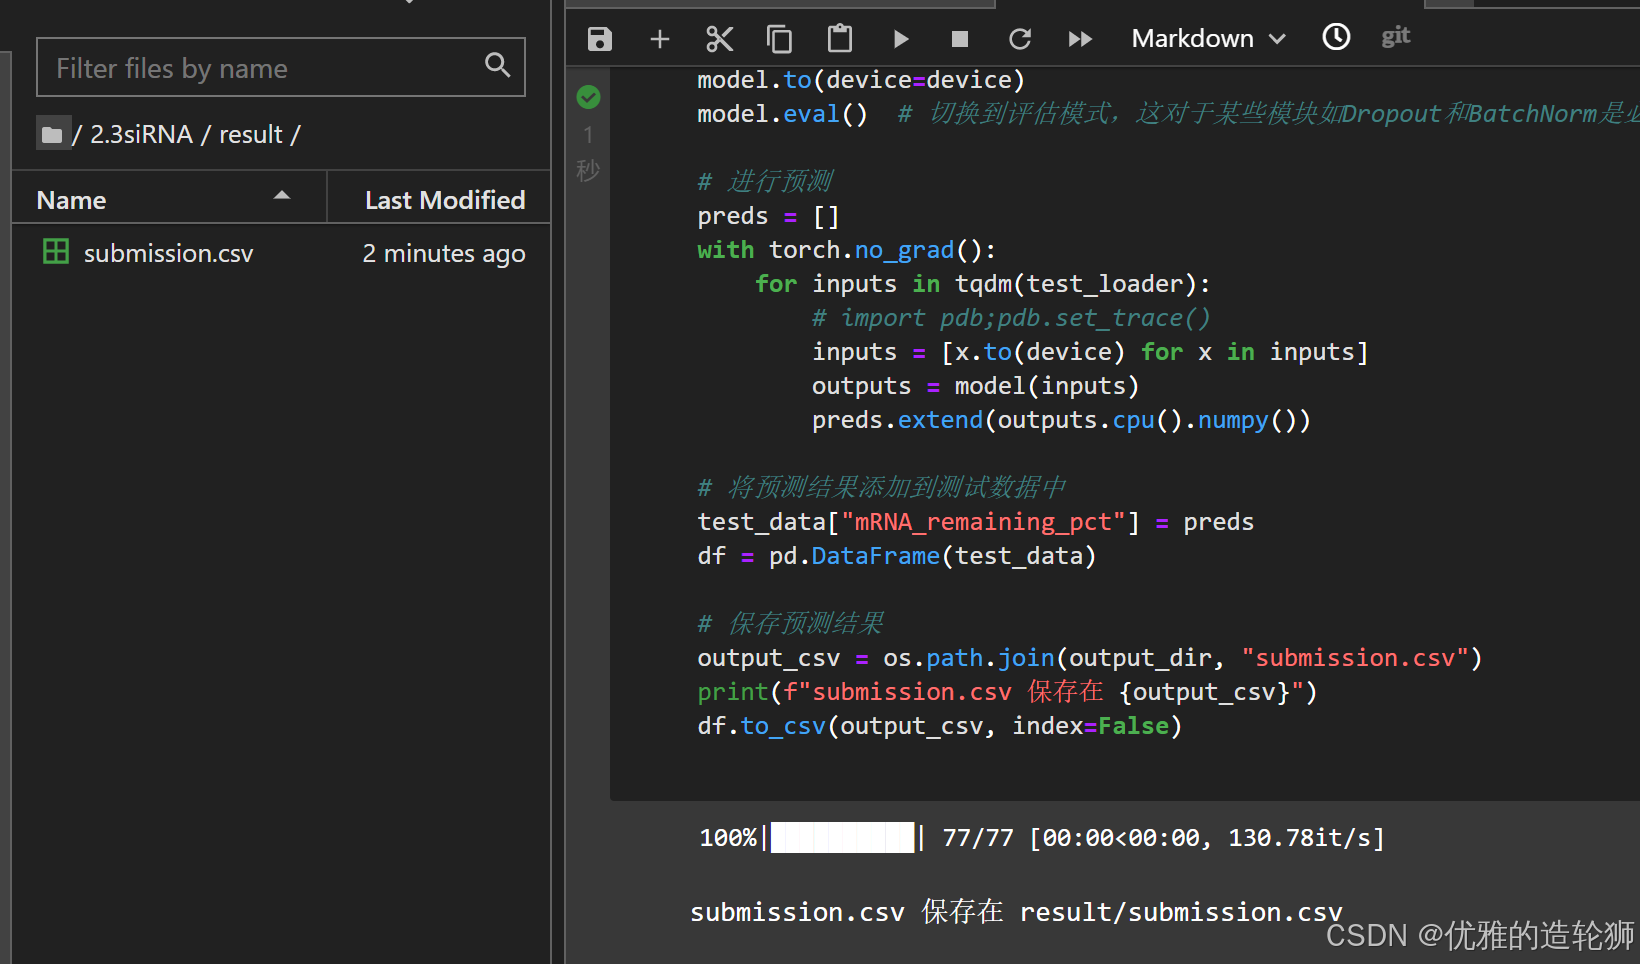 Filter files by name
/ 2.3siRNA / result /
Name
Last Modified
submission.csv
2 minutes ago
Markdown
git
1
秒
model.to(device=device)
model.eval()  # 切换到评估模式，这对于某些模块如Dropout和BatchNorm是必
# 进行预测
preds = []
with torch.no_grad():
    for inputs in tqdm(test_loader):
        # import pdb;pdb.set_trace()
        inputs = [x.to(device) for x in inputs]
        outputs = model(inputs)
        preds.extend(outputs.cpu().numpy())
# 将预测结果添加到测试数据中
test_data["mRNA_remaining_pct"] = preds
df = pd.DataFrame(test_data)
# 保存预测结果
output_csv = os.path.join(output_dir, "submission.csv")
print(f"submission.csv 保存在 {output_csv}")
df.to_csv(output_csv, index=False)
100%|██████████| 77/77 [00:00<00:00, 130.78it/s]
submission.csv 保存在 result/submission.csv
CSDN @优雅的造轮狮